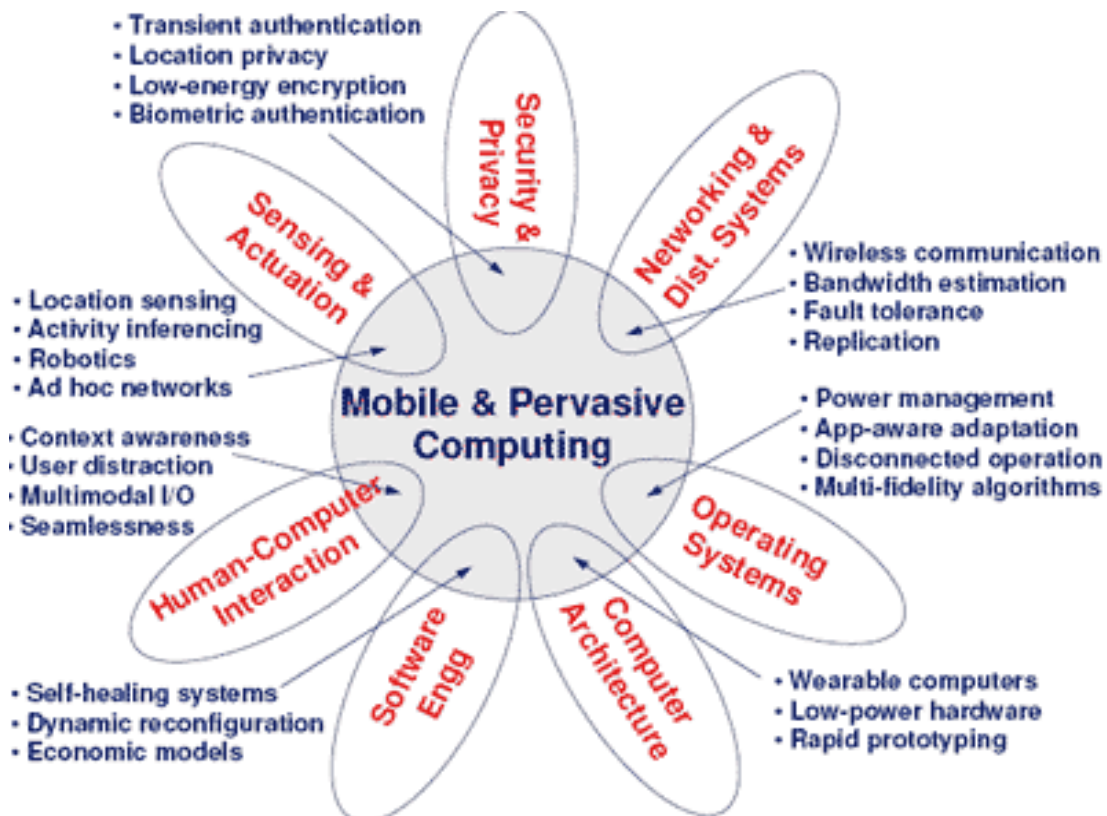 • Transient authentication
• Location privacy
• Low-energy encryption
• Biometric authentication
Security &
Privacy
Networking &
Dist. Systems
Sensing &
Actuation
• Wireless communication
• Bandwidth estimation
• Fault tolerance
• Replication
• Location sensing
• Activity inferencing
• Robotics
• Ad hoc networks
Mobile & Pervasive
Computing
• Power management
• App-aware adaptation
• Disconnected operation
• Multi-fidelity algorithms
• Context awareness
• User distraction
• Multimodal I/O
• Seamlessness
Human-Computer
Interaction
Operating
Systems
Software
Engg
Computer
Architecture
• Self-healing systems
• Dynamic reconfiguration
• Economic models
• Wearable computers
• Low-power hardware
• Rapid prototyping